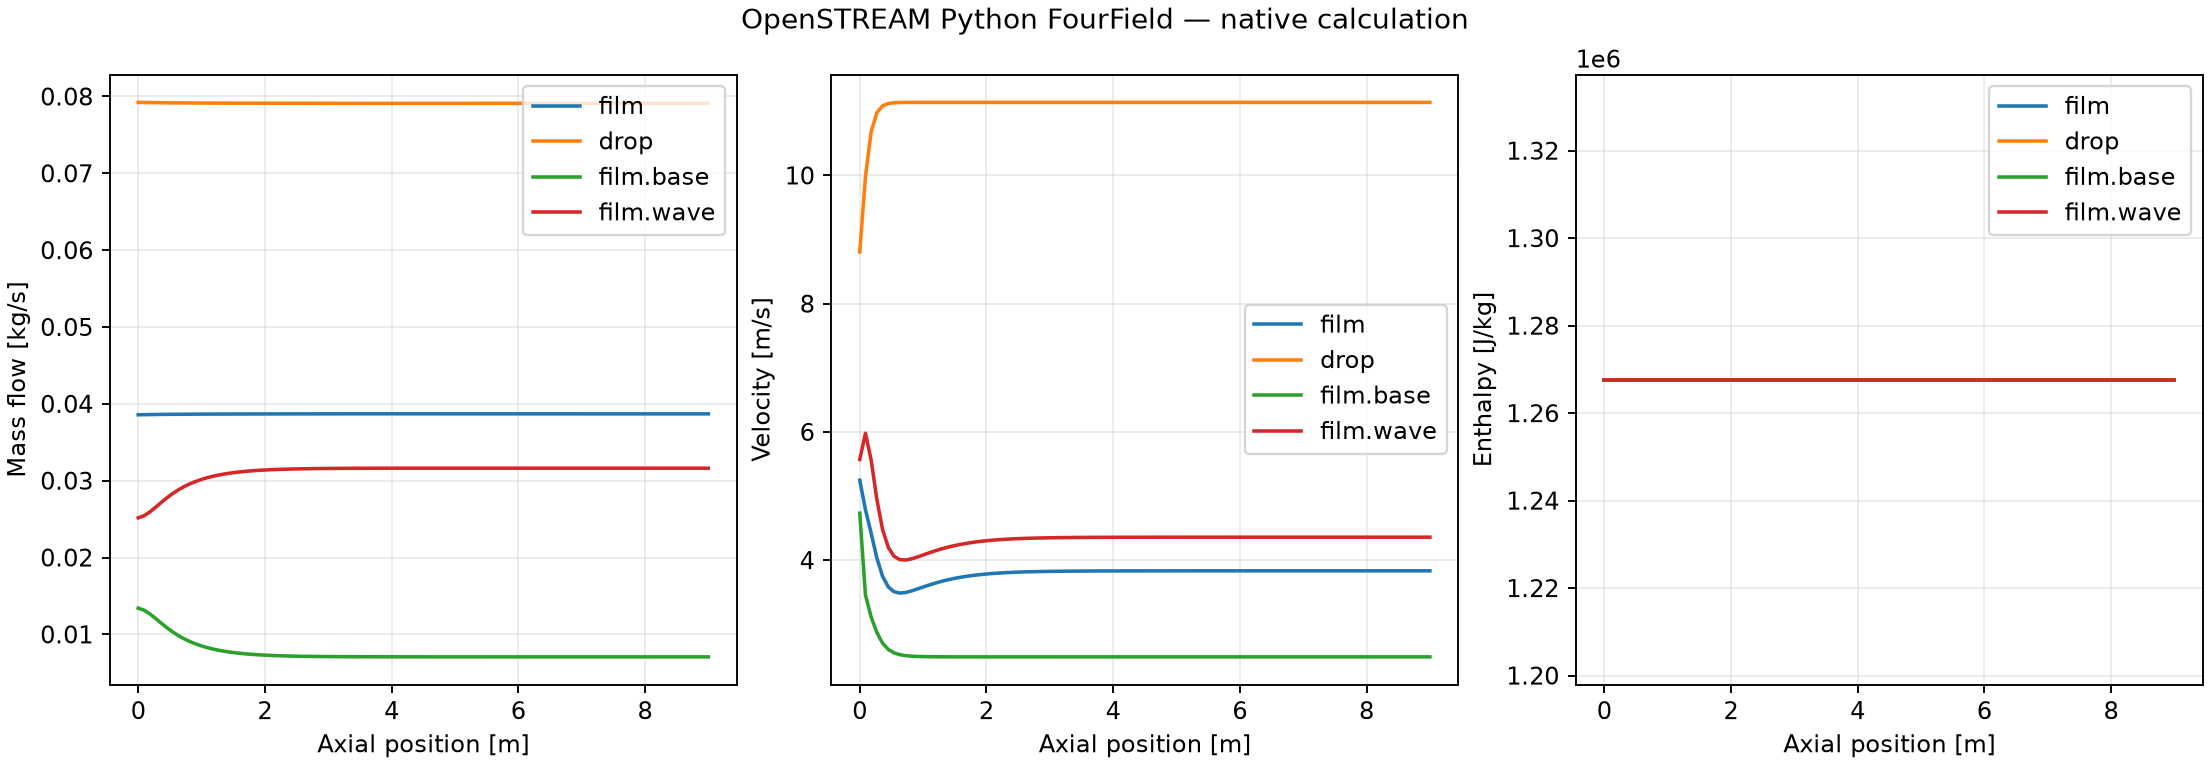 OpenSTREAM Python FourField — native calculation
Mass flow [kg/s]
0.08
0.07
0.06
0.05
0.04
0.03
0.02
0.01
film
drop
film.base
film.wave
0 2 4 6 8
Axial position [m]
Velocity [m/s]
10
8
6
4
film
drop
film.base
film.wave
0 2 4 6 8
Axial position [m]
1e6
Enthalpy [J/kg]
1.32
1.30
1.28
1.26
1.24
1.22
1.20
film
drop
film.base
film.wave
0 2 4 6 8
Axial position [m]